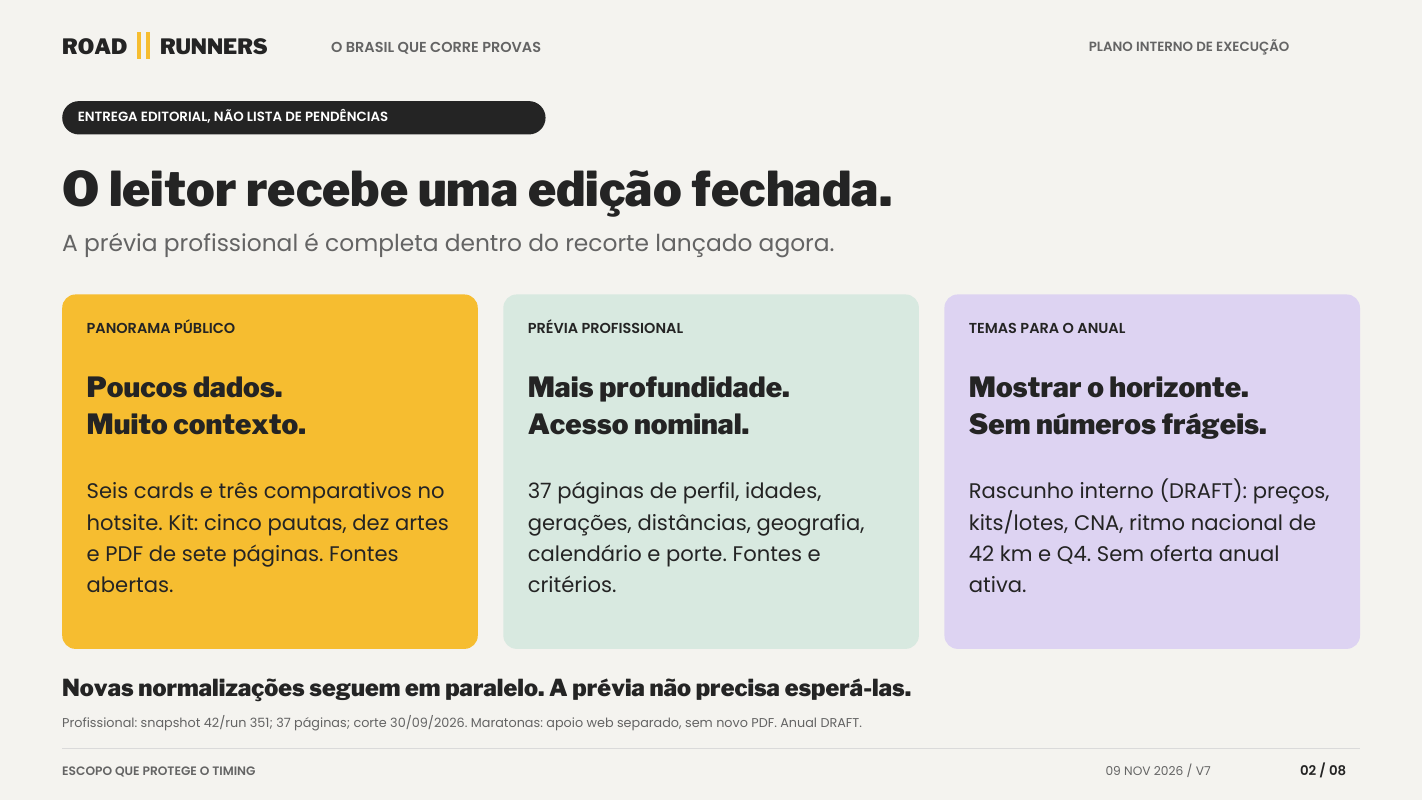 ROAD || RUNNERS
O BRASIL QUE CORRE PROVAS
PLANO INTERNO DE EXECUÇÃO
ENTREGA EDITORIAL, NÃO LISTA DE PENDÊNCIAS
O leitor recebe uma edição fechada.
A prévia profissional é completa dentro do recorte lançado agora.
PANORAMA PÚBLICO
Poucos dados.
Muito contexto.
Seis cards e três comparativos no
hotsite. Kit: cinco pautas, dez artes
e PDF de sete páginas. Fontes
abertas.
PRÉVIA PROFISSIONAL
Mais profundidade.
Acesso nominal.
37 páginas de perfil, idades,
gerações, distâncias, geografia,
calendário e porte. Fontes e
critérios.
TEMAS PARA O ANUAL
Mostrar o horizonte.
Sem números frágeis.
Rascunho interno (DRAFT): preços,
kits/lotes, CNA, ritmo nacional de
42 km e Q4. Sem oferta anual
ativa.
Novas normalizações seguem em paralelo. A prévia não precisa esperá-las.
Profissional: snapshot 42/run 351; 37 páginas; corte 30/09/2026. Maratonas: apoio web separado, sem novo PDF. Anual DRAFT.
ESCOPO QUE PROTEGE O TIMING
09 NOV 2026 / V7
02 / 08